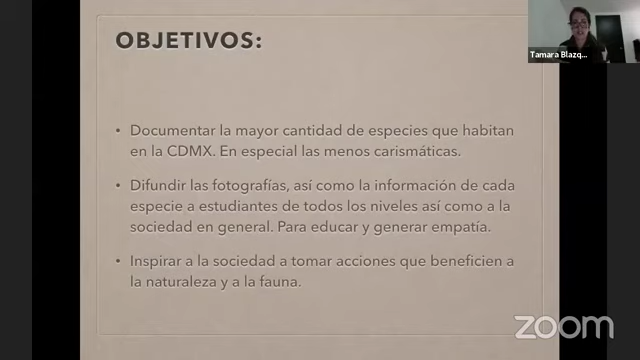 OBJETIVOS:
Tamara Blazq...
• Documentar la mayor cantidad de especies que habitan
en la CDMX. En especial las menos carismáticas.
• Difundir las fotografías, así como la información de cada
especie a estudiantes de todos los niveles así como a la
sociedad en general. Para educar y generar empatía.
• Inspirar a la sociedad a tomar acciones que beneficien a
la naturaleza y a la fauna.
zoom